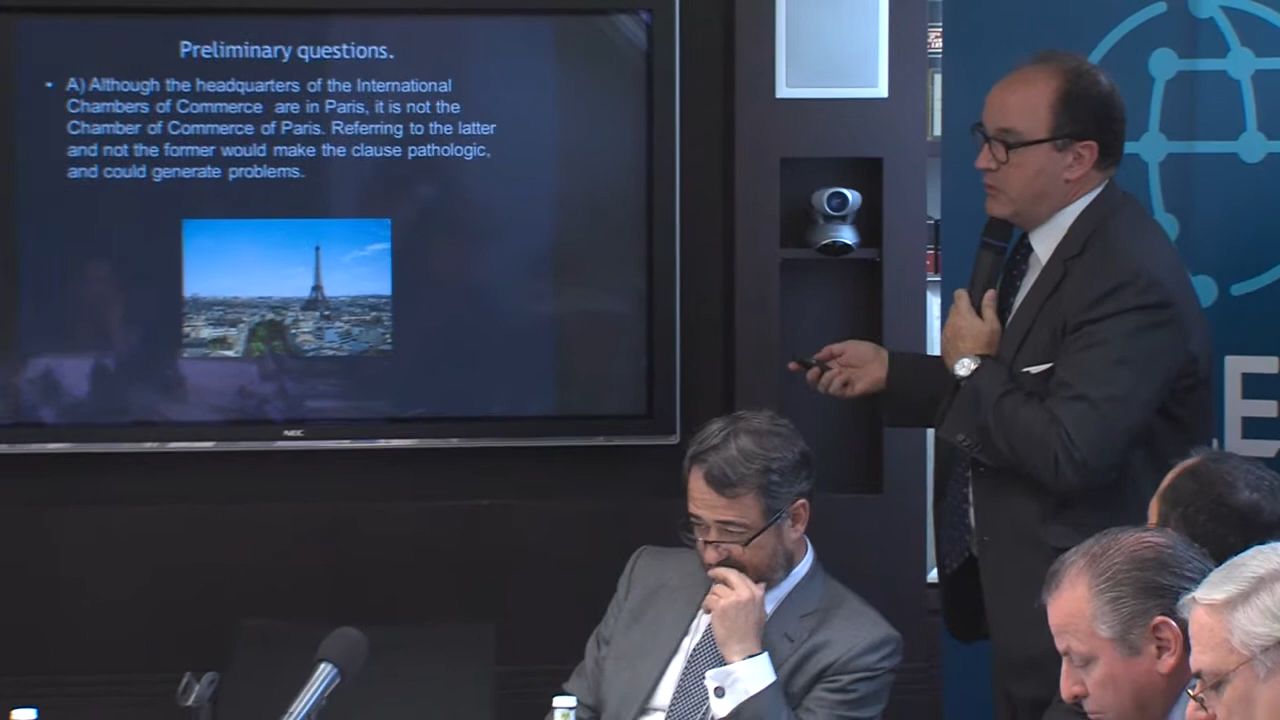 Preliminary questions.
• A) Although the headquarters of the International
Chambers of Commerce are in Paris, it is not the
Chamber of Commerce of Paris. Referring to the latter
and not the former would make the clause pathologic,
and could generate problems.
NEC
E